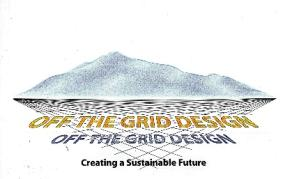 OFF THE GRID DESIGN
OFF THE GRID DESIGN
Creating a Sustainable Future